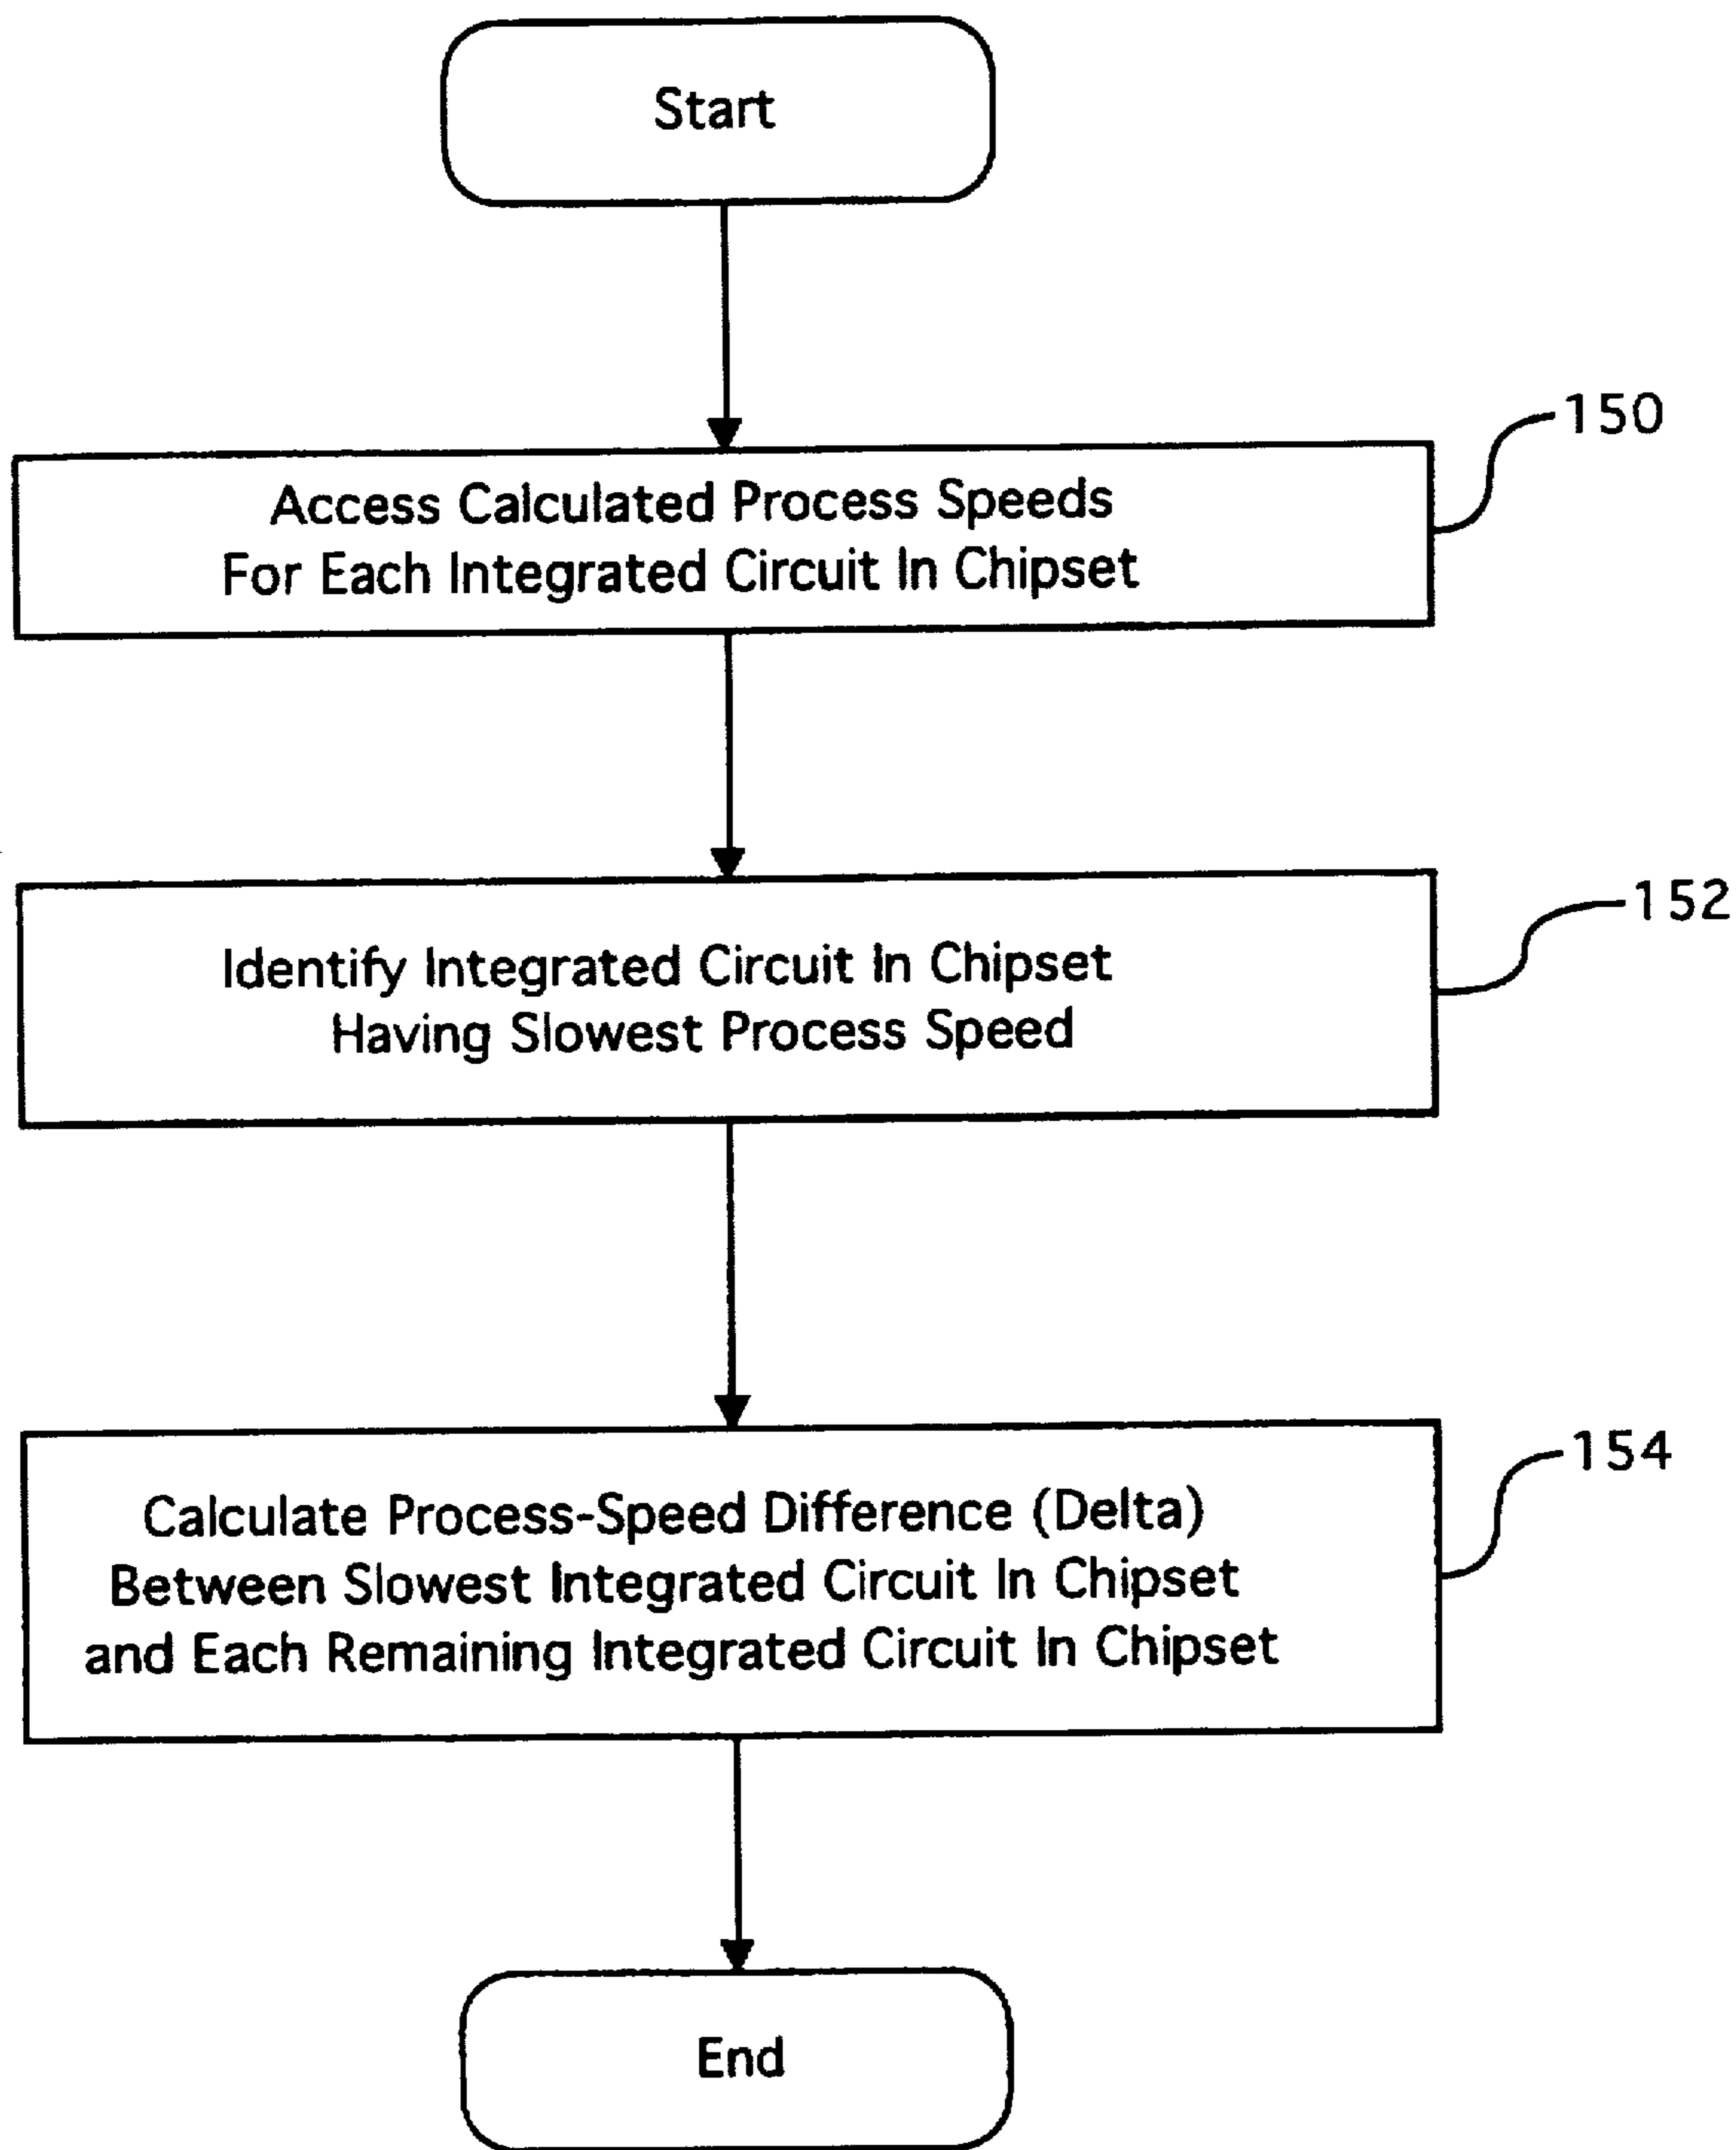 Start
150
Access Calculated Process Speeds
For Each Integrated Circuit In Chipset
152
Identify Integrated Circuit In Chipset
Having Slowest Process Speed
154
Calculate Process-Speed Difference (Delta)
Between Slowest Integrated Circuit In Chipset
and Each Remaining Integrated Circuit In Chipset
End